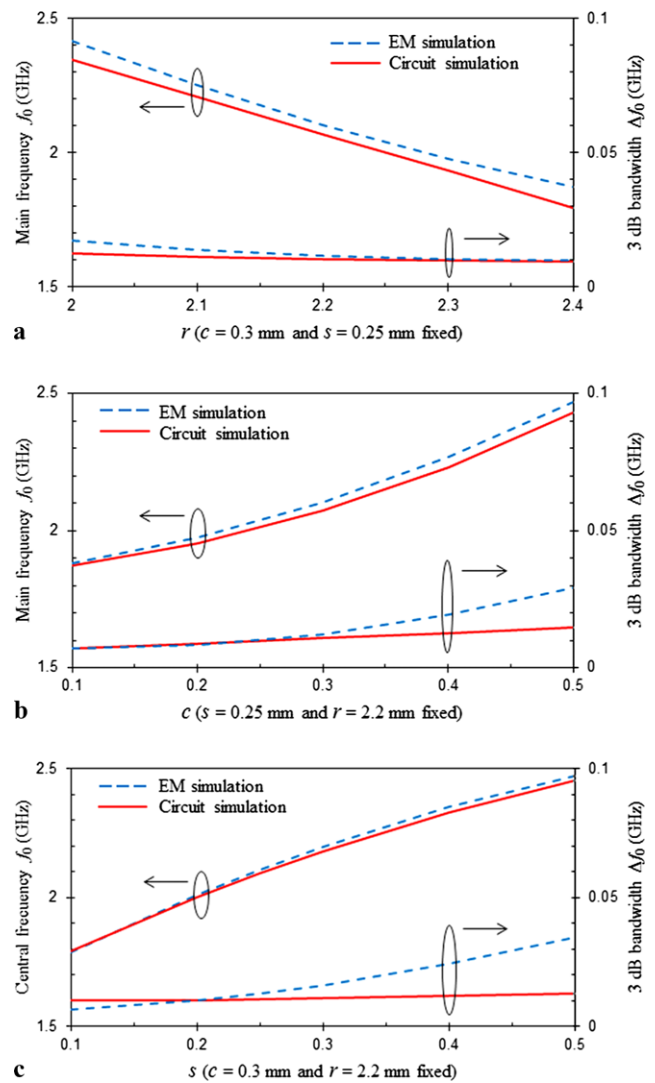 2.5
2
1.5
Main frequency f0 (GHz)
EM simulation
Circuit simulation
0.1
0.05
0
3 dB bandwidth Δf0 (GHz)
2
2.1
2.2
2.3
2.4
a
r (c = 0.3 mm and s = 0.25 mm fixed)
2.5
2
1.5
Main frequency f0 (GHz)
EM simulation
Circuit simulation
0.1
0.05
0
3 dB bandwidth Δf0 (GHz)
0.1
0.2
0.3
0.4
0.5
b
c (s = 0.25 mm and r = 2.2 mm fixed)
2.5
2
1.5
Central frecuency f0 (GHz)
EM simulation
Circuit simulation
0.1
0.05
0
3 dB bandwidth Δf0 (GHz)
0.1
0.2
0.3
0.4
0.5
c
s (c = 0.3 mm and r = 2.2 mm fixed)